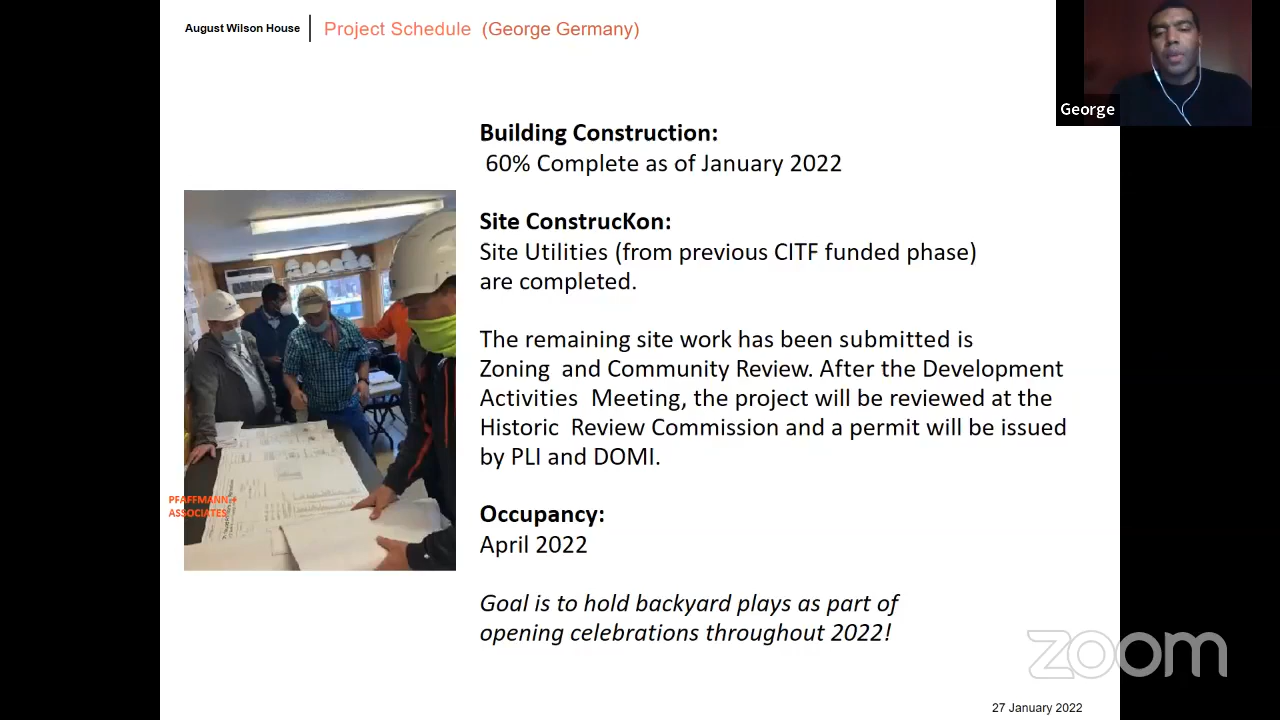 August Wilson House
Project Schedule (George Germany)
George
Building Construction:
60% Complete as of January 2022
Site ConstrucKon:
Site Utilities (from previous CITF funded phase)
are completed.
The remaining site work has been submitted is
Zoning and Community Review. After the Development
Activities Meeting, the project will be reviewed at the
Historic Review Commission and a permit will be issued
by PLI and DOMI.
PFAFFMANN +
ASSOCIATES
Occupancy:
April 2022
Goal is to hold backyard plays as part of
opening celebrations throughout 2022!
zoom
27 January 2022